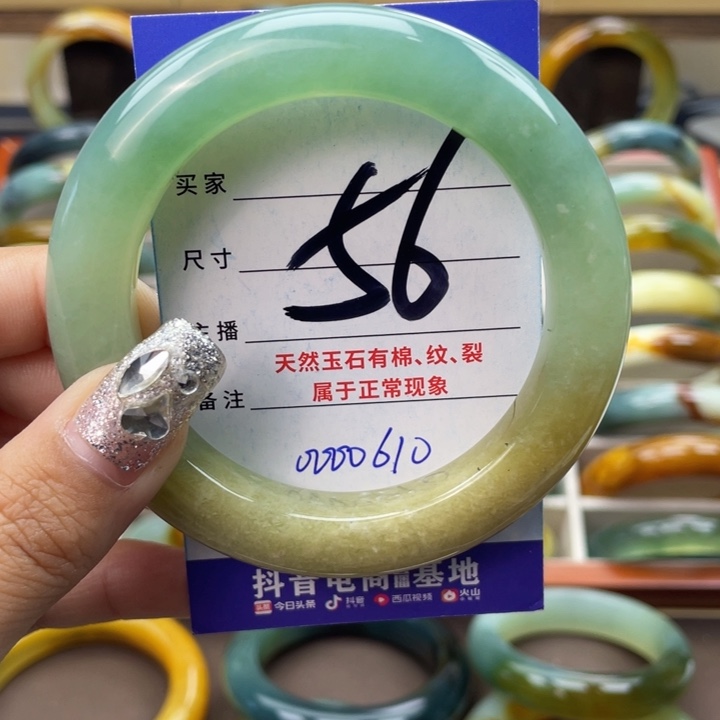 买家
56
尺寸
主播
天然玉石有棉、纹、裂
属于正常现象
备注
0000610
抖音电商 基地
今日头条 抖音 西瓜视频 火山